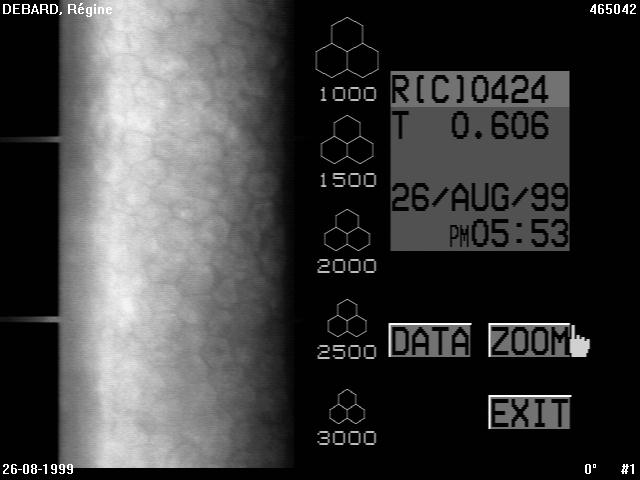 DEBARD, Régine
465042
1000
1500
2000
2500
3000
R[C]0424
T 0.606
26/AUG/99
PM05:53
DATA
ZOOM
EXIT
26-08-1999
0° #1